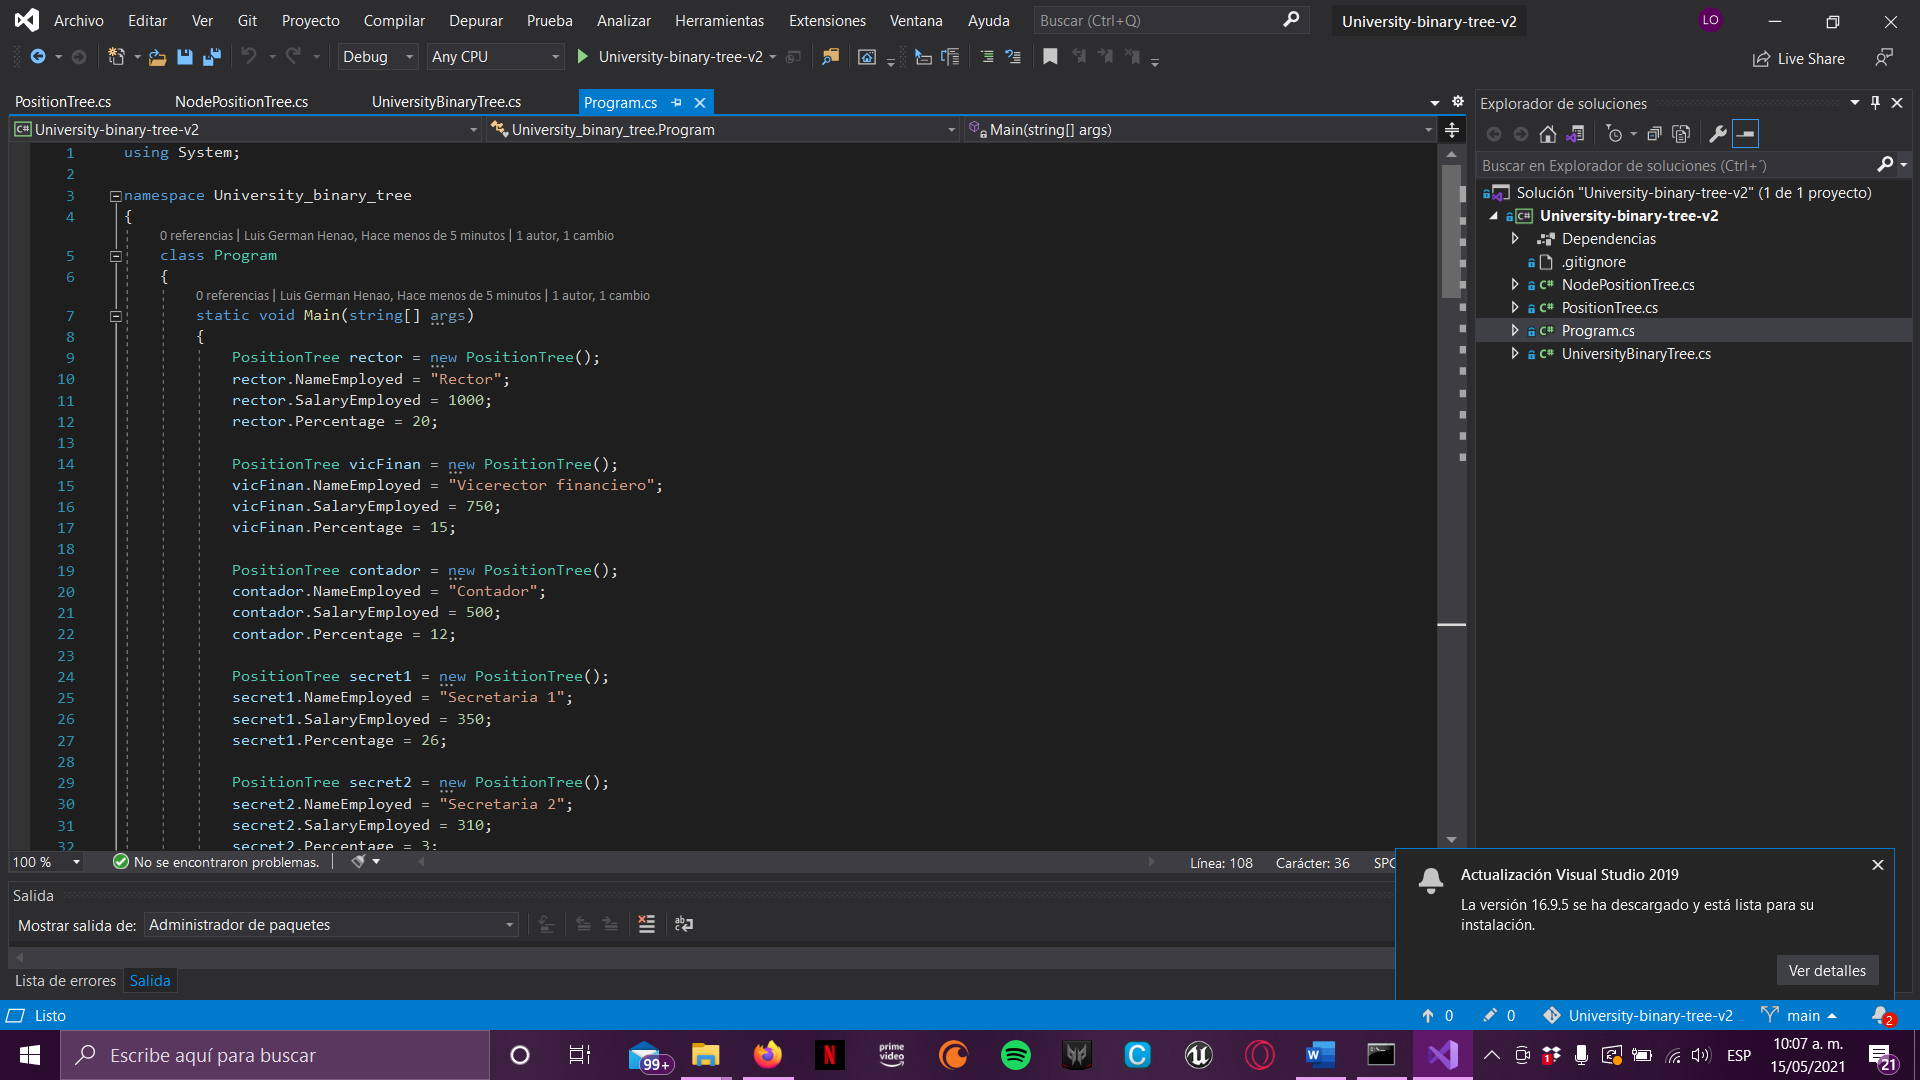 Archivo Editar Ver Git Proyecto Compilar Depurar Prueba Analizar Herramientas Extensiones Ventana Ayuda Buscar (Ctrl+Q) University-binary-tree-v2 LO
Debug Any CPU University-binary-tree-v2 Live Share
PositionTree.cs NodePositionTree.cs UniversityBinaryTree.cs Program.cs
University-binary-tree-v2 University_binary_tree.Program Main(string[] args)
1 using System;
2
3 namespace University_binary_tree
4 {
0 referencias | Luis German Henao, Hace menos de 5 minutos | 1 autor, 1 cambio
5 class Program
6 {
0 referencias | Luis German Henao, Hace menos de 5 minutos | 1 autor, 1 cambio
7 static void Main(string[] args)
8 {
9 PositionTree rector = new PositionTree();
10 rector.NameEmployed = "Rector";
11 rector.SalaryEmployed = 1000;
12 rector.Percentage = 20;
13
14 PositionTree vicFinan = new PositionTree();
15 vicFinan.NameEmployed = "Vicerector financiero";
16 vicFinan.SalaryEmployed = 750;
17 vicFinan.Percentage = 15;
18
19 PositionTree contador = new PositionTree();
20 contador.NameEmployed = "Contador";
21 contador.SalaryEmployed = 500;
22 contador.Percentage = 12;
23
24 PositionTree secret1 = new PositionTree();
25 secret1.NameEmployed = "Secretaria 1";
26 secret1.SalaryEmployed = 350;
27 secret1.Percentage = 26;
28
29 PositionTree secret2 = new PositionTree();
30 secret2.NameEmployed = "Secretaria 2";
31 secret2.SalaryEmployed = 310;
32 secret2.Percentage = 3;
100 % No se encontraron problemas. Línea: 108 Carácter: 36 SPC
Salida
Mostrar salida de: Administrador de paquetes
Lista de errores Salida
Explorador de soluciones
Buscar en Explorador de soluciones (Ctrl+´)
Solución "University-binary-tree-v2" (1 de 1 proyecto)
University-binary-tree-v2
Dependencias
.gitignore
NodePositionTree.cs
PositionTree.cs
Program.cs
UniversityBinaryTree.cs
Actualización Visual Studio 2019
La versión 16.9.5 se ha descargado y está lista para su
instalación.
Ver detalles
Listo 0 0 University-binary-tree-v2 main 2
Escribe aquí para buscar 99+ N prime video ESP 10:07 a. m.
15/05/2021 21